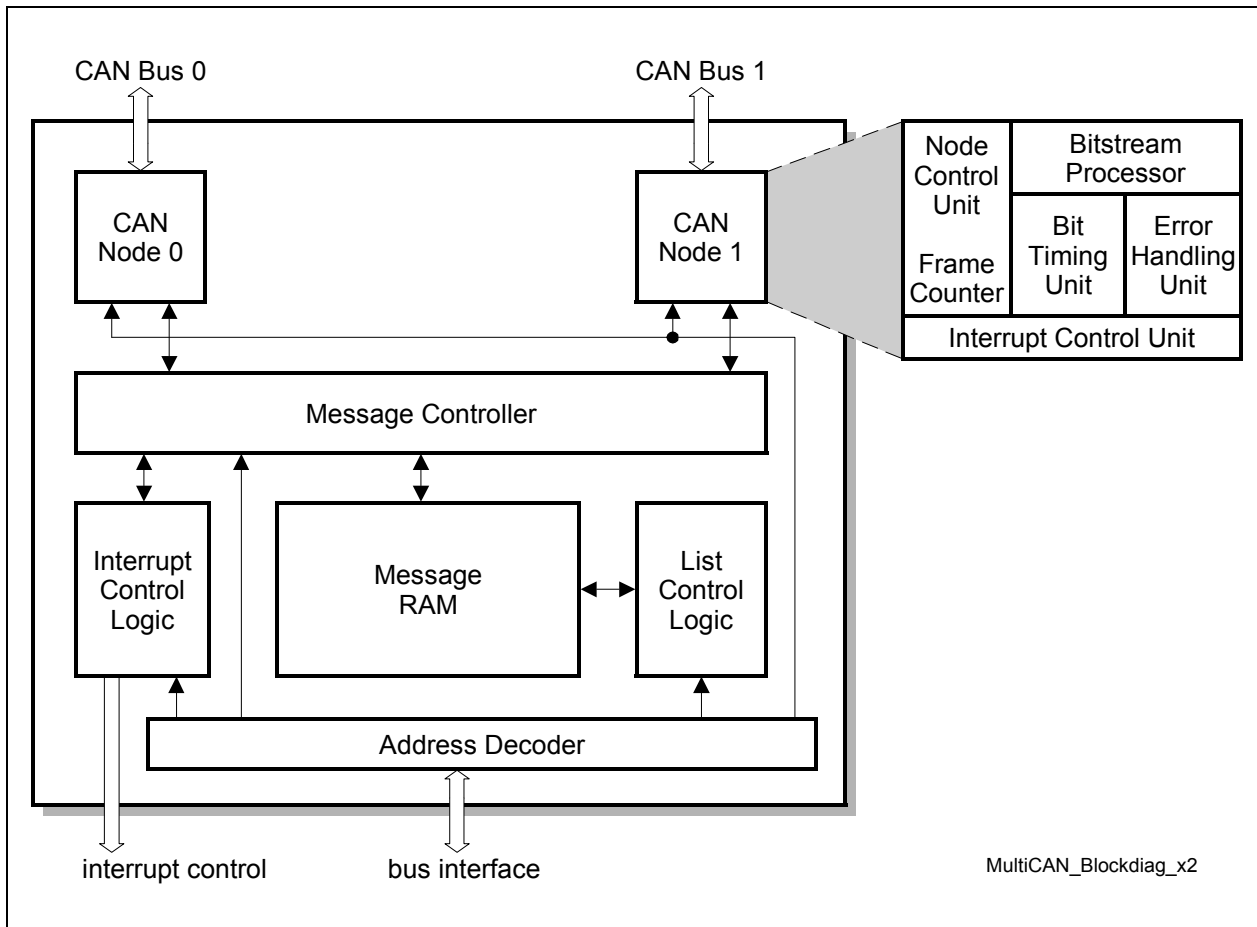 CAN Bus 0
CAN Bus 1
CAN
Node 0
CAN
Node 1
Node
Control
Unit
Frame
Counter
Bitstream
Processor
Bit
Timing
Unit
Error
Handling
Unit
Interrupt Control Unit
Message Controller
Interrupt
Control
Logic
Message
RAM
List
Control
Logic
Address Decoder
interrupt control
bus interface
MultiCAN_Blockdiag_x2